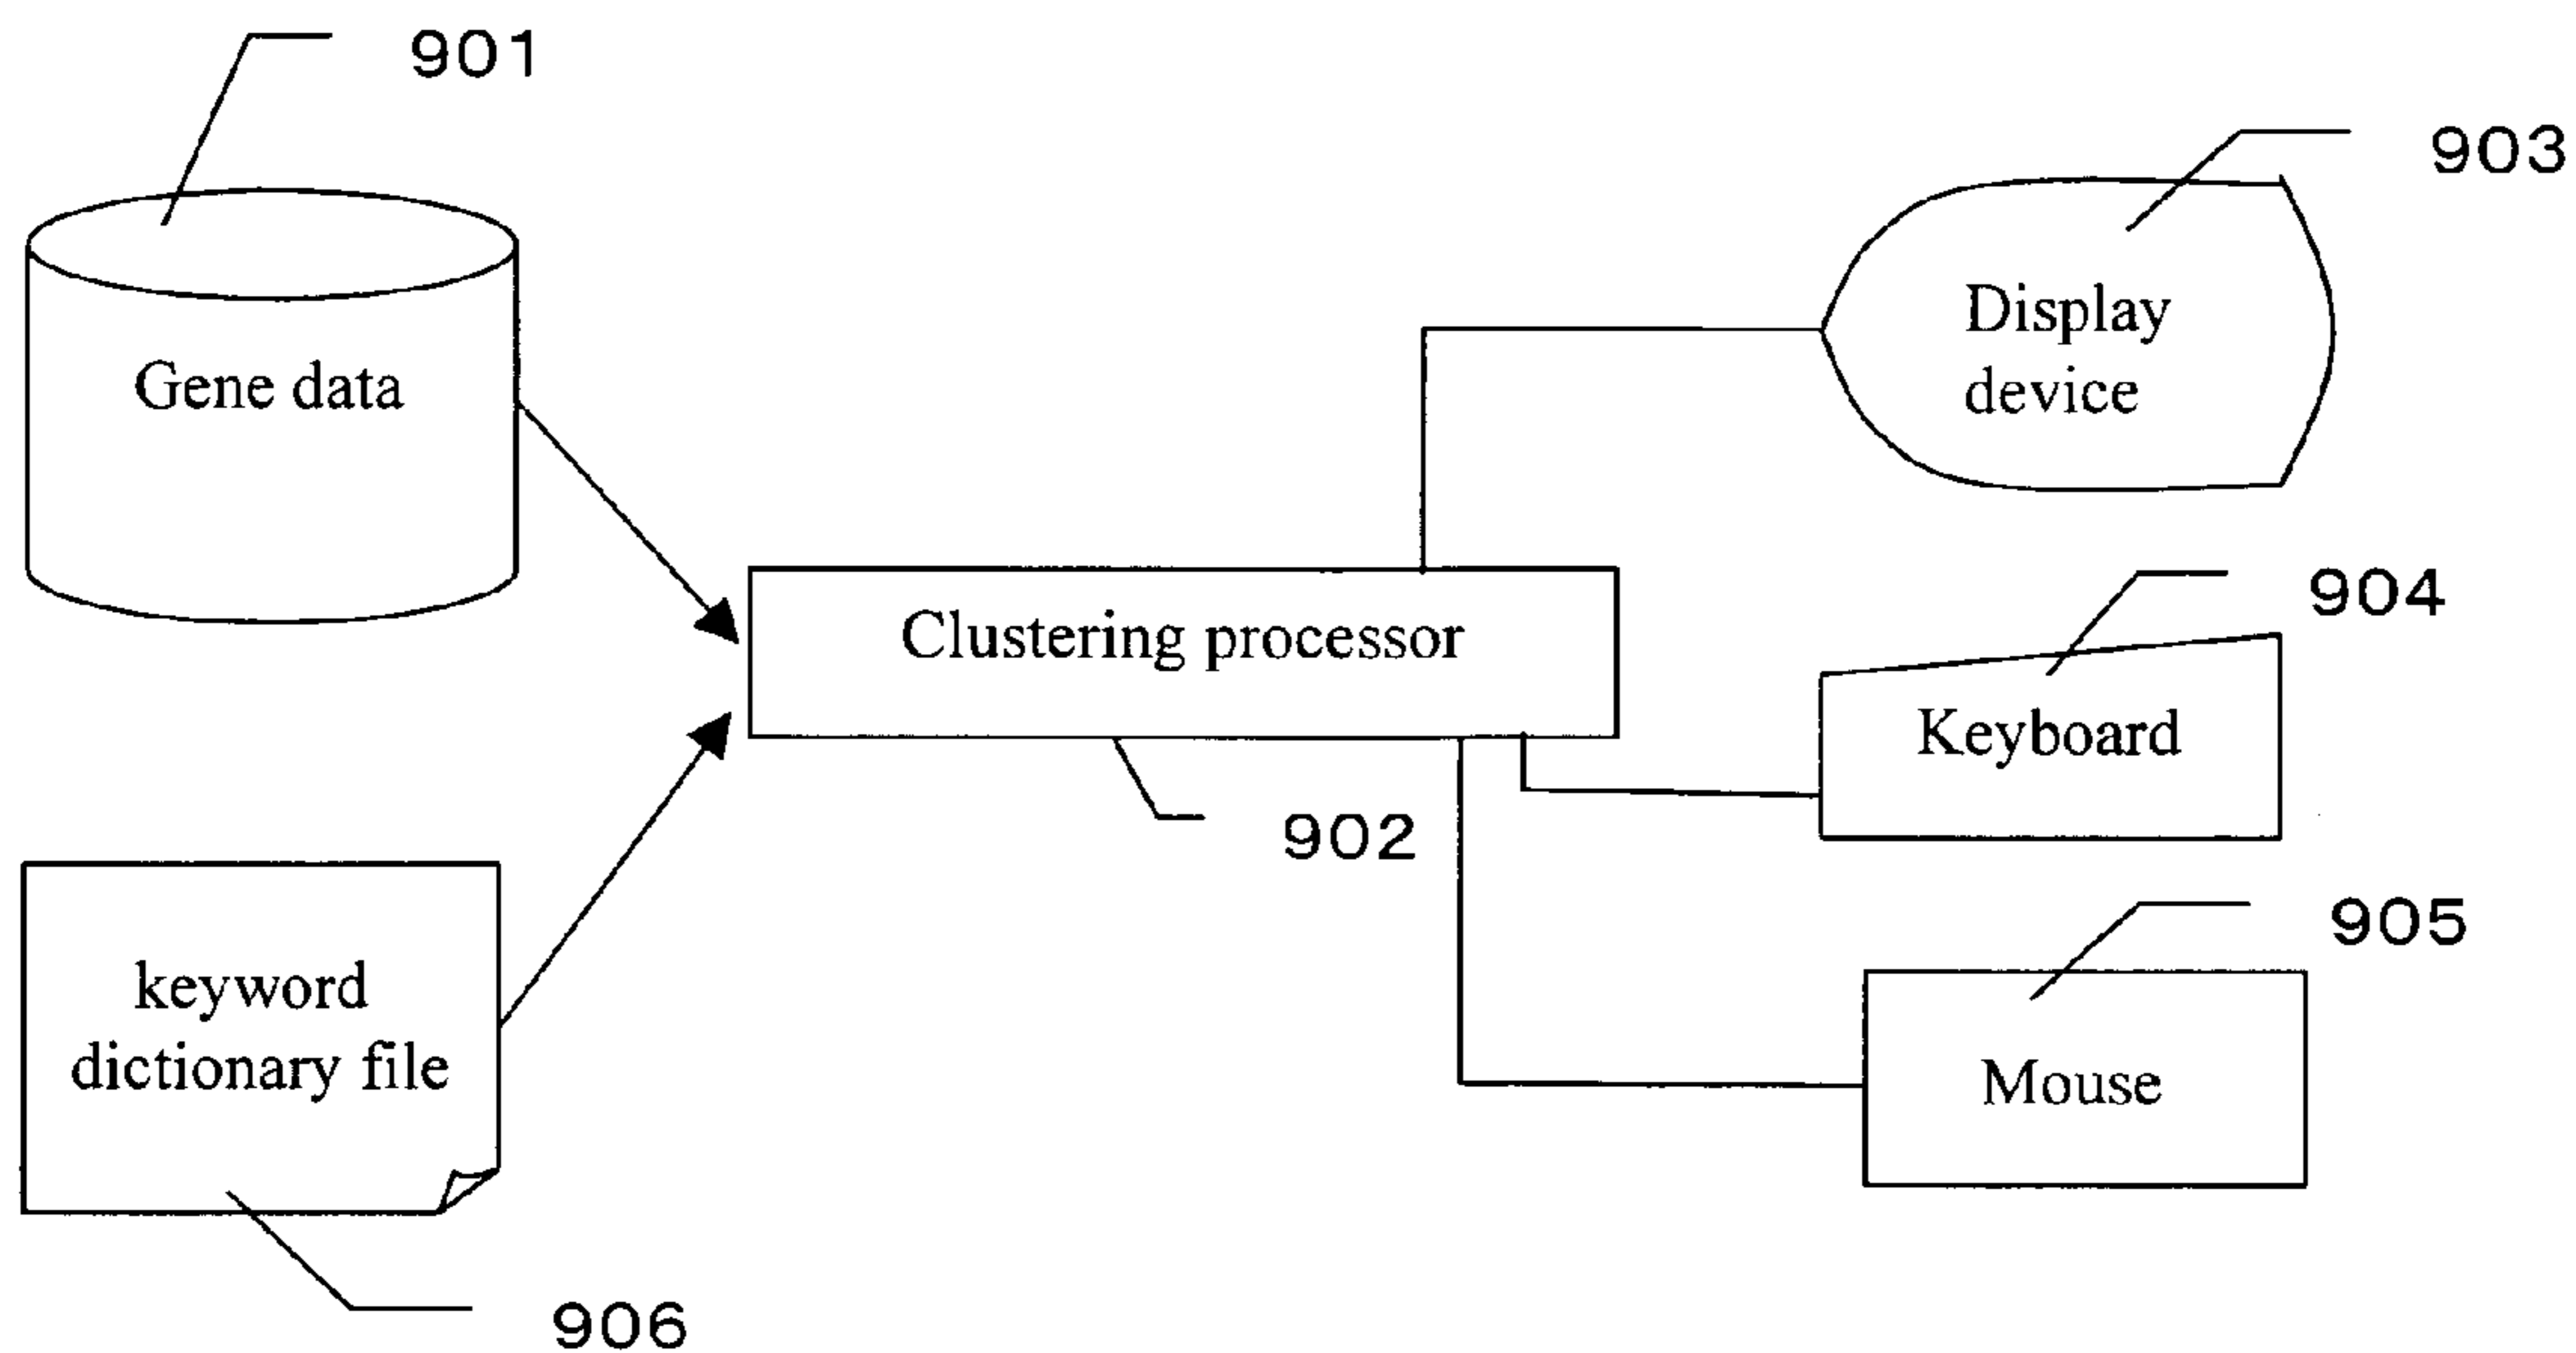 901
903
Gene data
Display
device
904
Clustering processor
Keyboard
902
905
keyword
dictionary file
Mouse
906